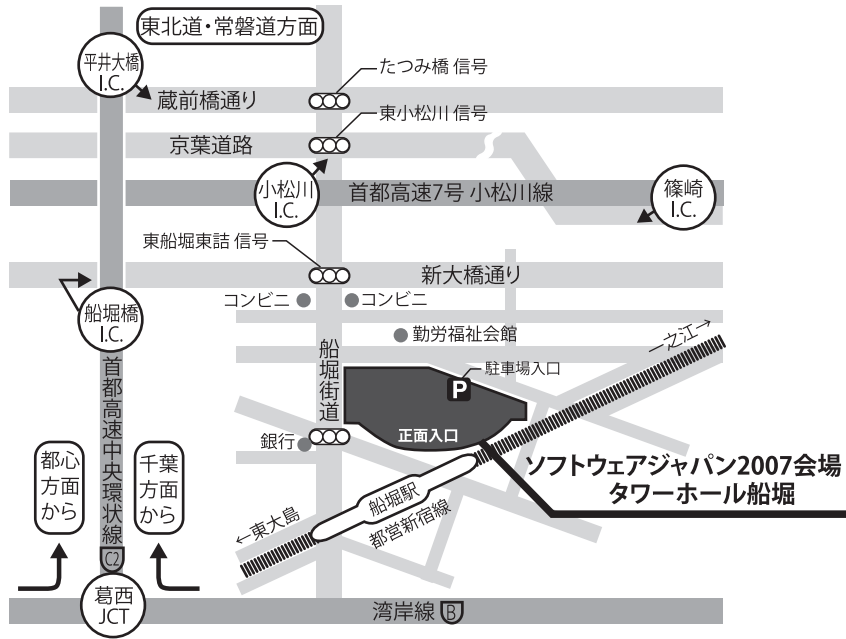 東北道・常磐道方面
平井大橋
I.C.
たつみ橋 信号
蔵前橋通り
東小松川 信号
京葉道路
小松川
I.C.
首都高速7号 小松川線
篠崎
I.C.
東船堀東詰 信号
新大橋通り
コンビニ
コンビニ
船堀橋
I.C.
勤労福祉会館
一之江→
船堀街道
駐車場入口
P
首都高速中央環状線
銀行
正面入口
都心
方面
から
千葉
方面
から
ソフトウェアジャパン2007会場
タワーホール船堀
船堀駅
都営新宿線
←東大島
C2
葛西
JCT
湾岸線
B